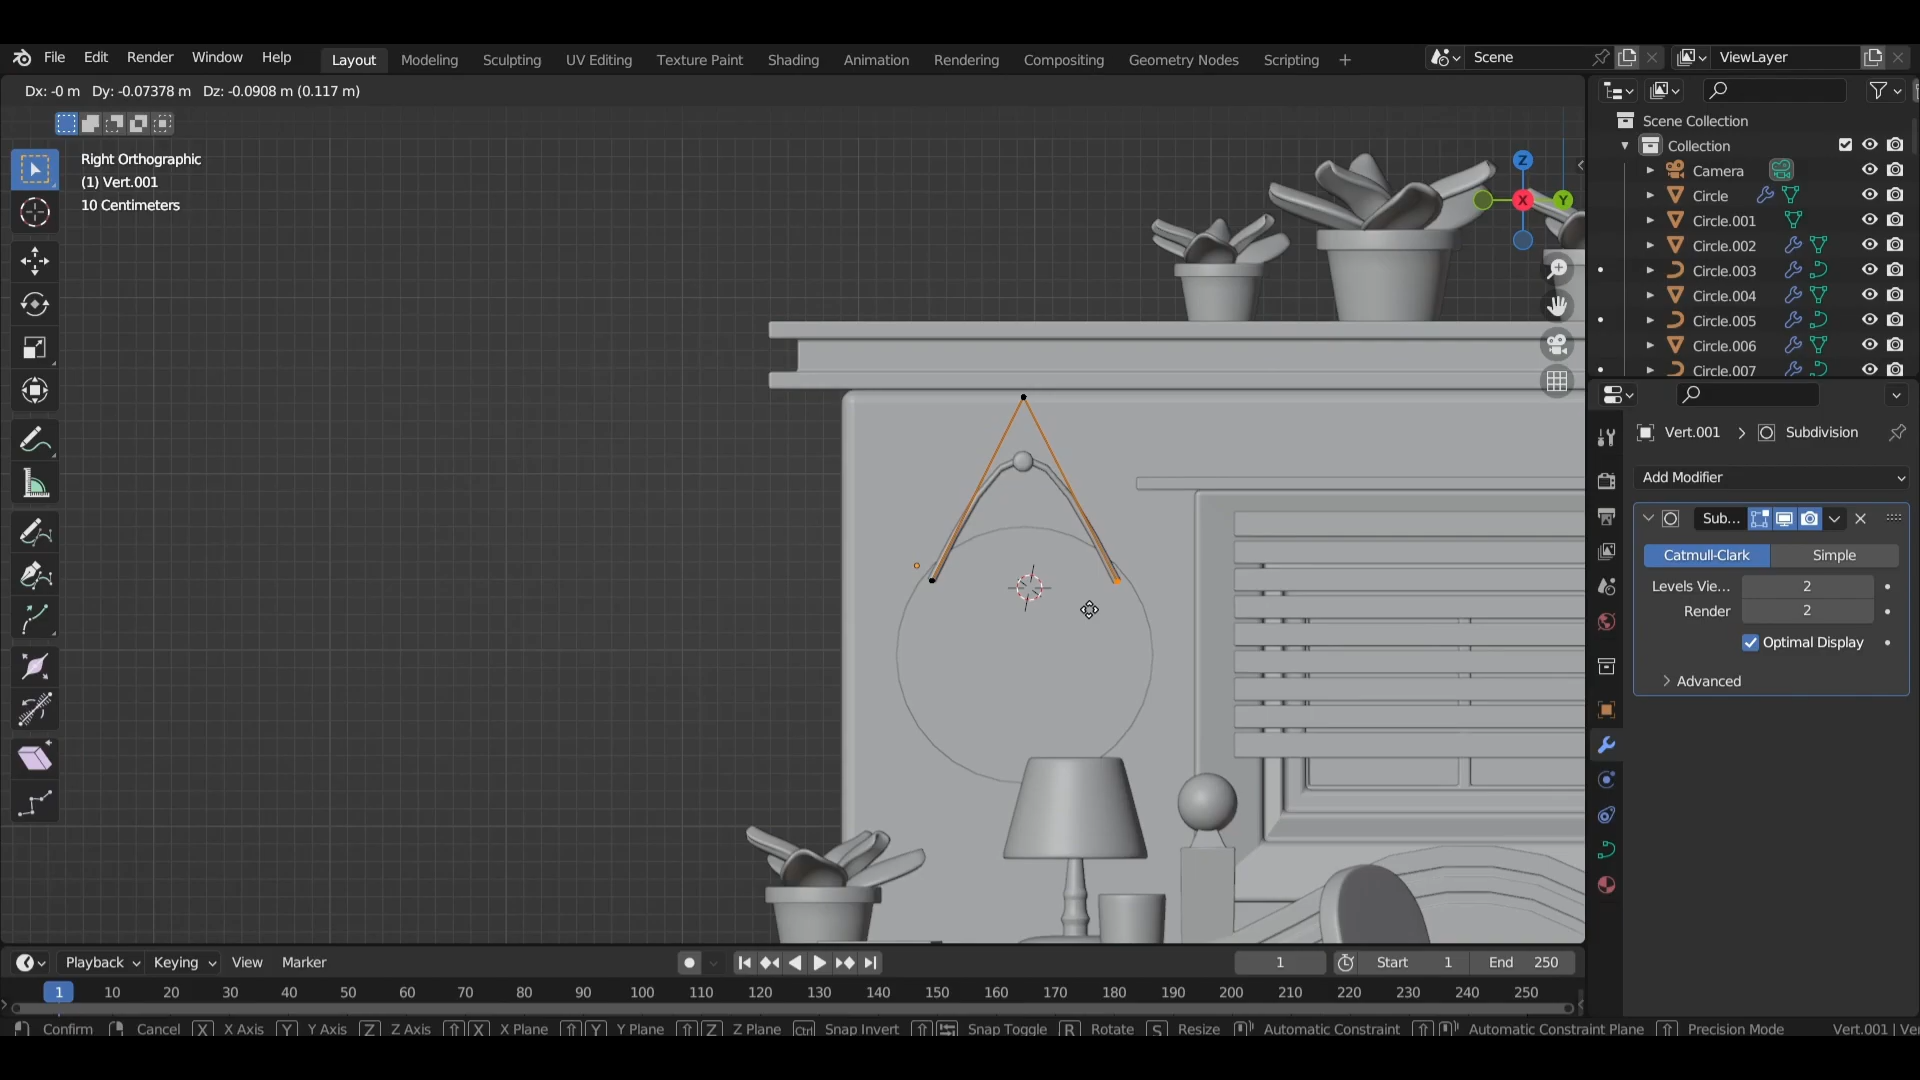 File Edit Render Window Help
Layout Modeling Sculpting UV Editing Texture Paint Shading Animation Rendering Compositing Geometry Nodes Scripting +
Scene
ViewLayer
Dx: -0 m Dy: -0.07378 m Dz: -0.0908 m (0.117 m)
Right Orthographic
(1) Vert.001
10 Centimeters
Z
X
Y
Scene Collection
Collection
Camera
Circle
Circle.001
Circle.002
Circle.003
Circle.004
Circle.005
Circle.006
Circle.007
Vert.001 > Subdivision
Add Modifier
Sub...
Catmull-Clark Simple
Levels Vie... 2
Render 2
Optimal Display
Advanced
Playback Keying View Marker
1
Start 1 End 250
1 10 20 30 40 50 60 70 80 90 100 110 120 130 140 150 160 170 180 190 200 210 220 230 240 250
Confirm Cancel X X Axis Y Y Axis Z Z Axis X X Plane Y Y Plane Z Z Plane Ctrl Snap Invert Snap Toggle R Rotate S Resize Automatic Constraint Automatic Constraint Plane Precision Mode Vert.001 | Ver